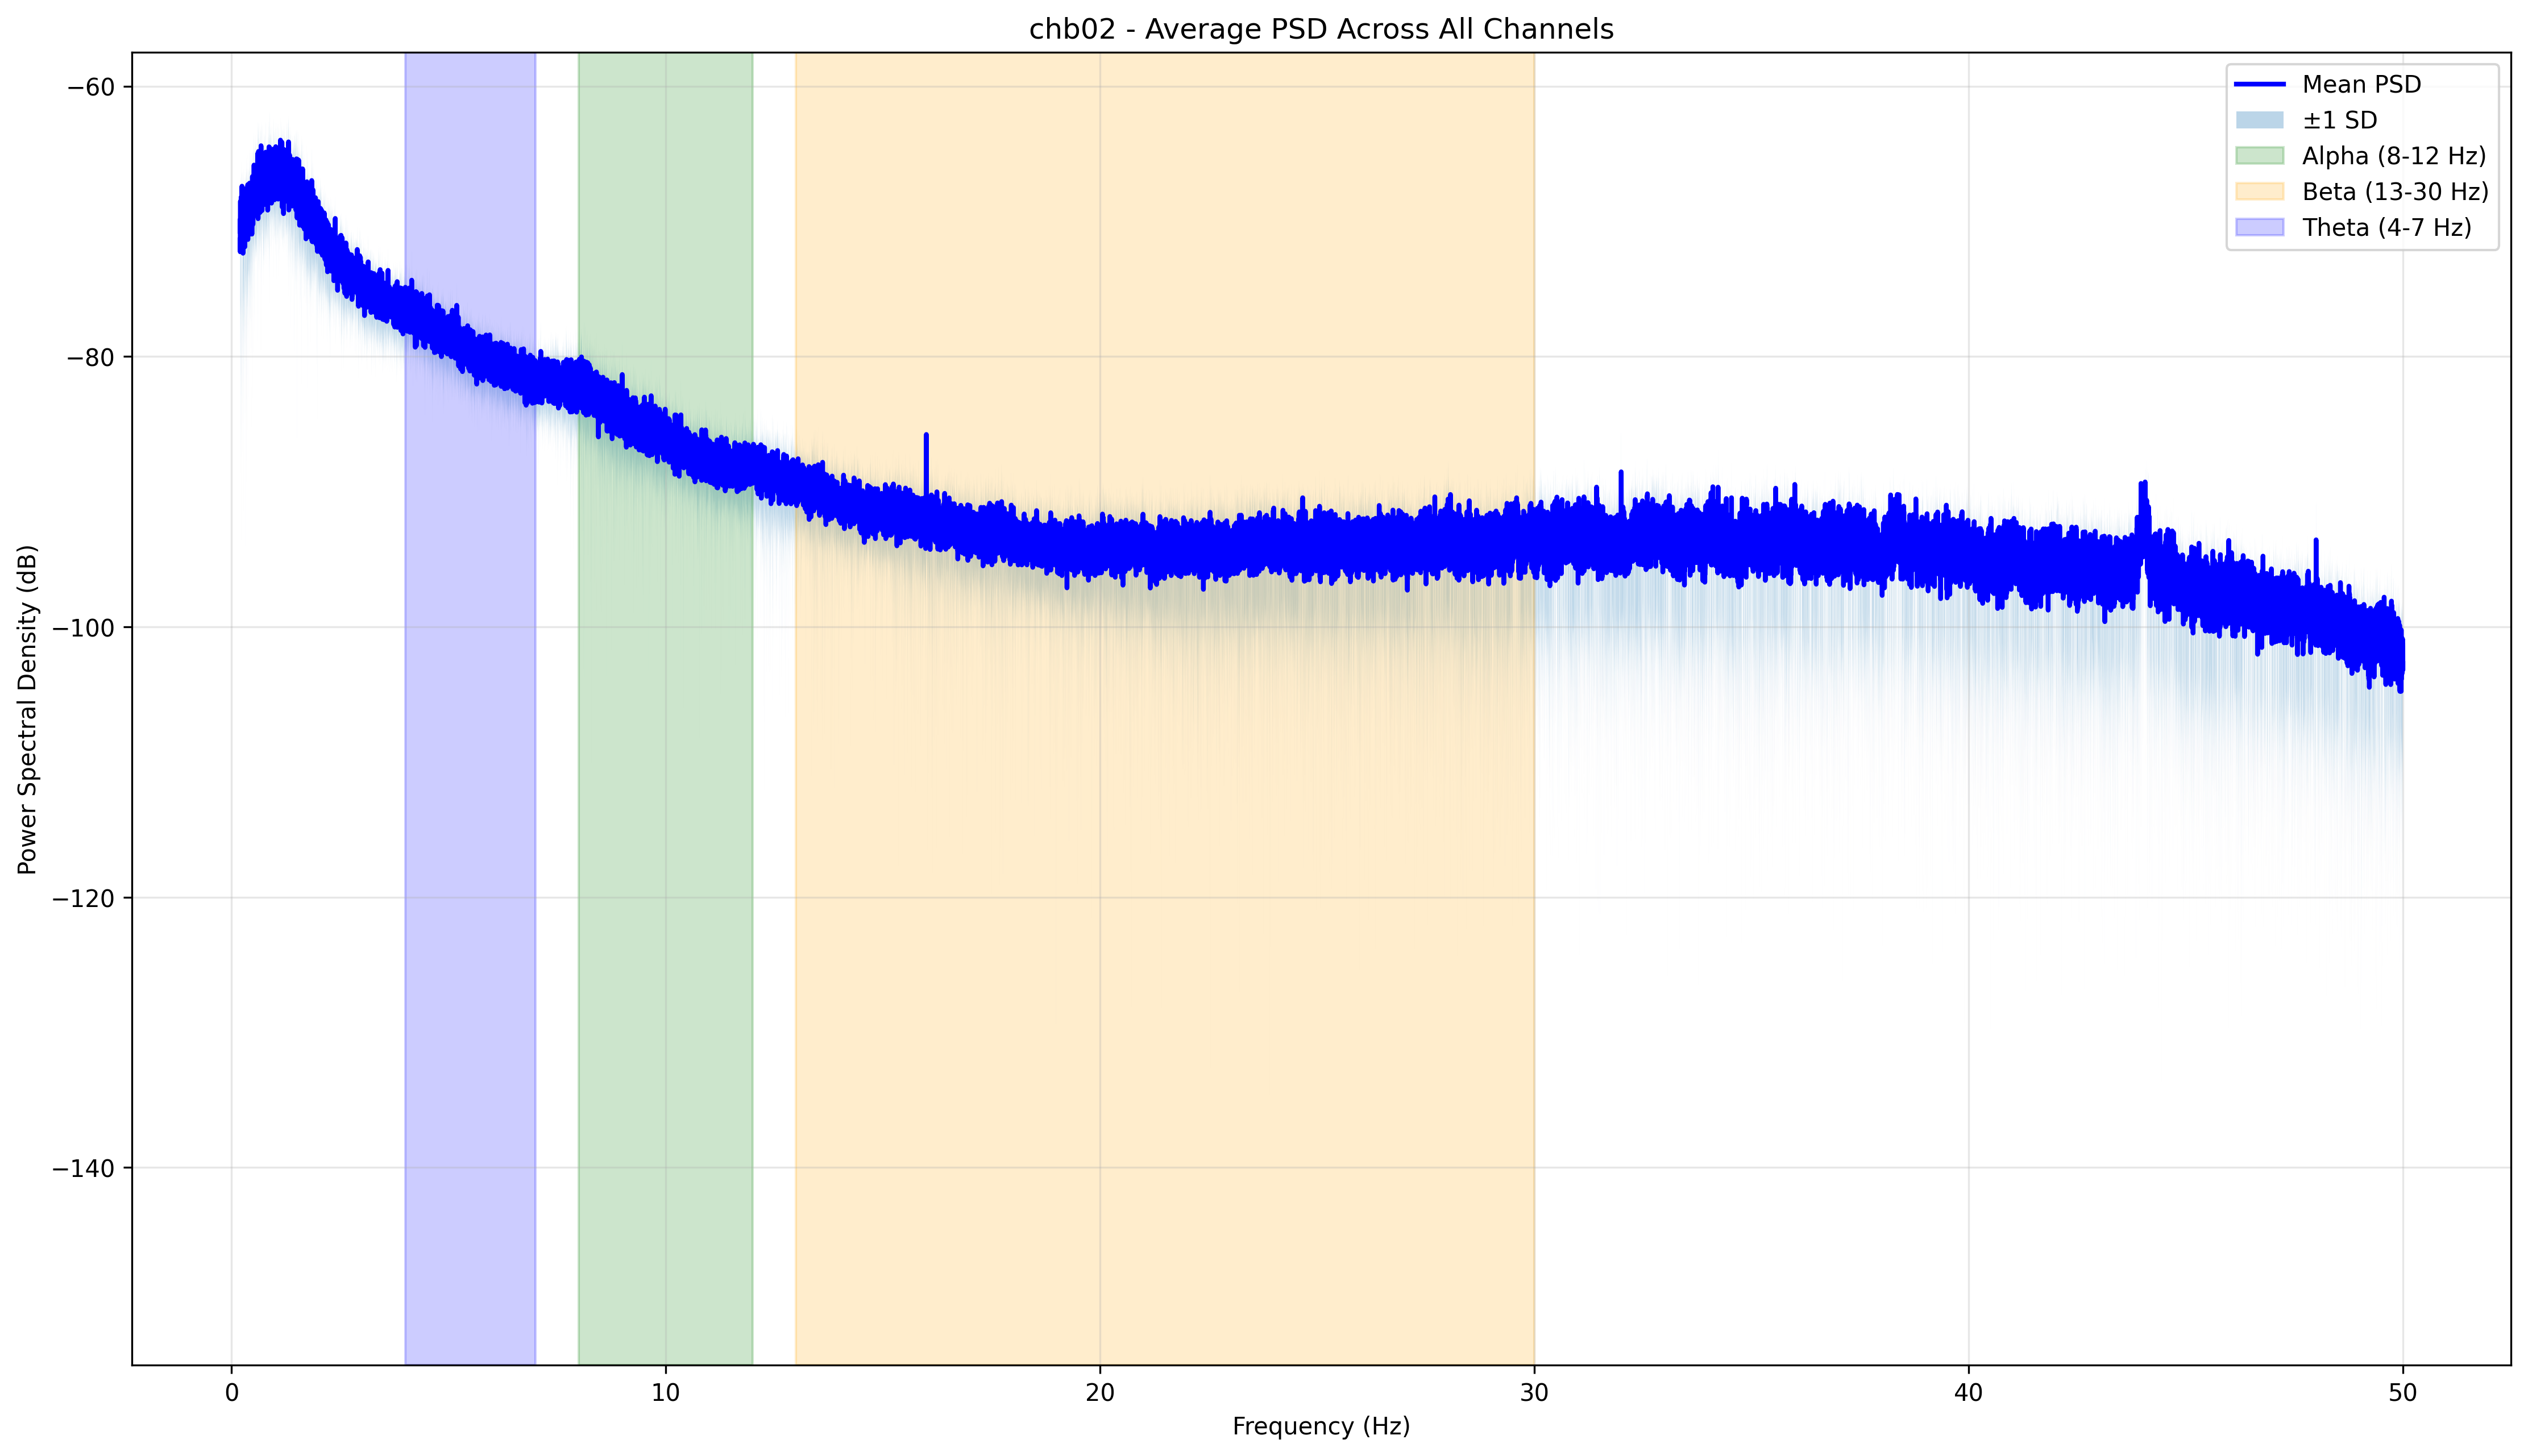 chb02 - Average PSD Across All Channels
Power Spectral Density (dB)
−60
−80
−100
−120
−140
Mean PSD
±1 SD
Alpha (8-12 Hz)
Beta (13-30 Hz)
Theta (4-7 Hz)
0 10 20 30 40 50
Frequency (Hz)